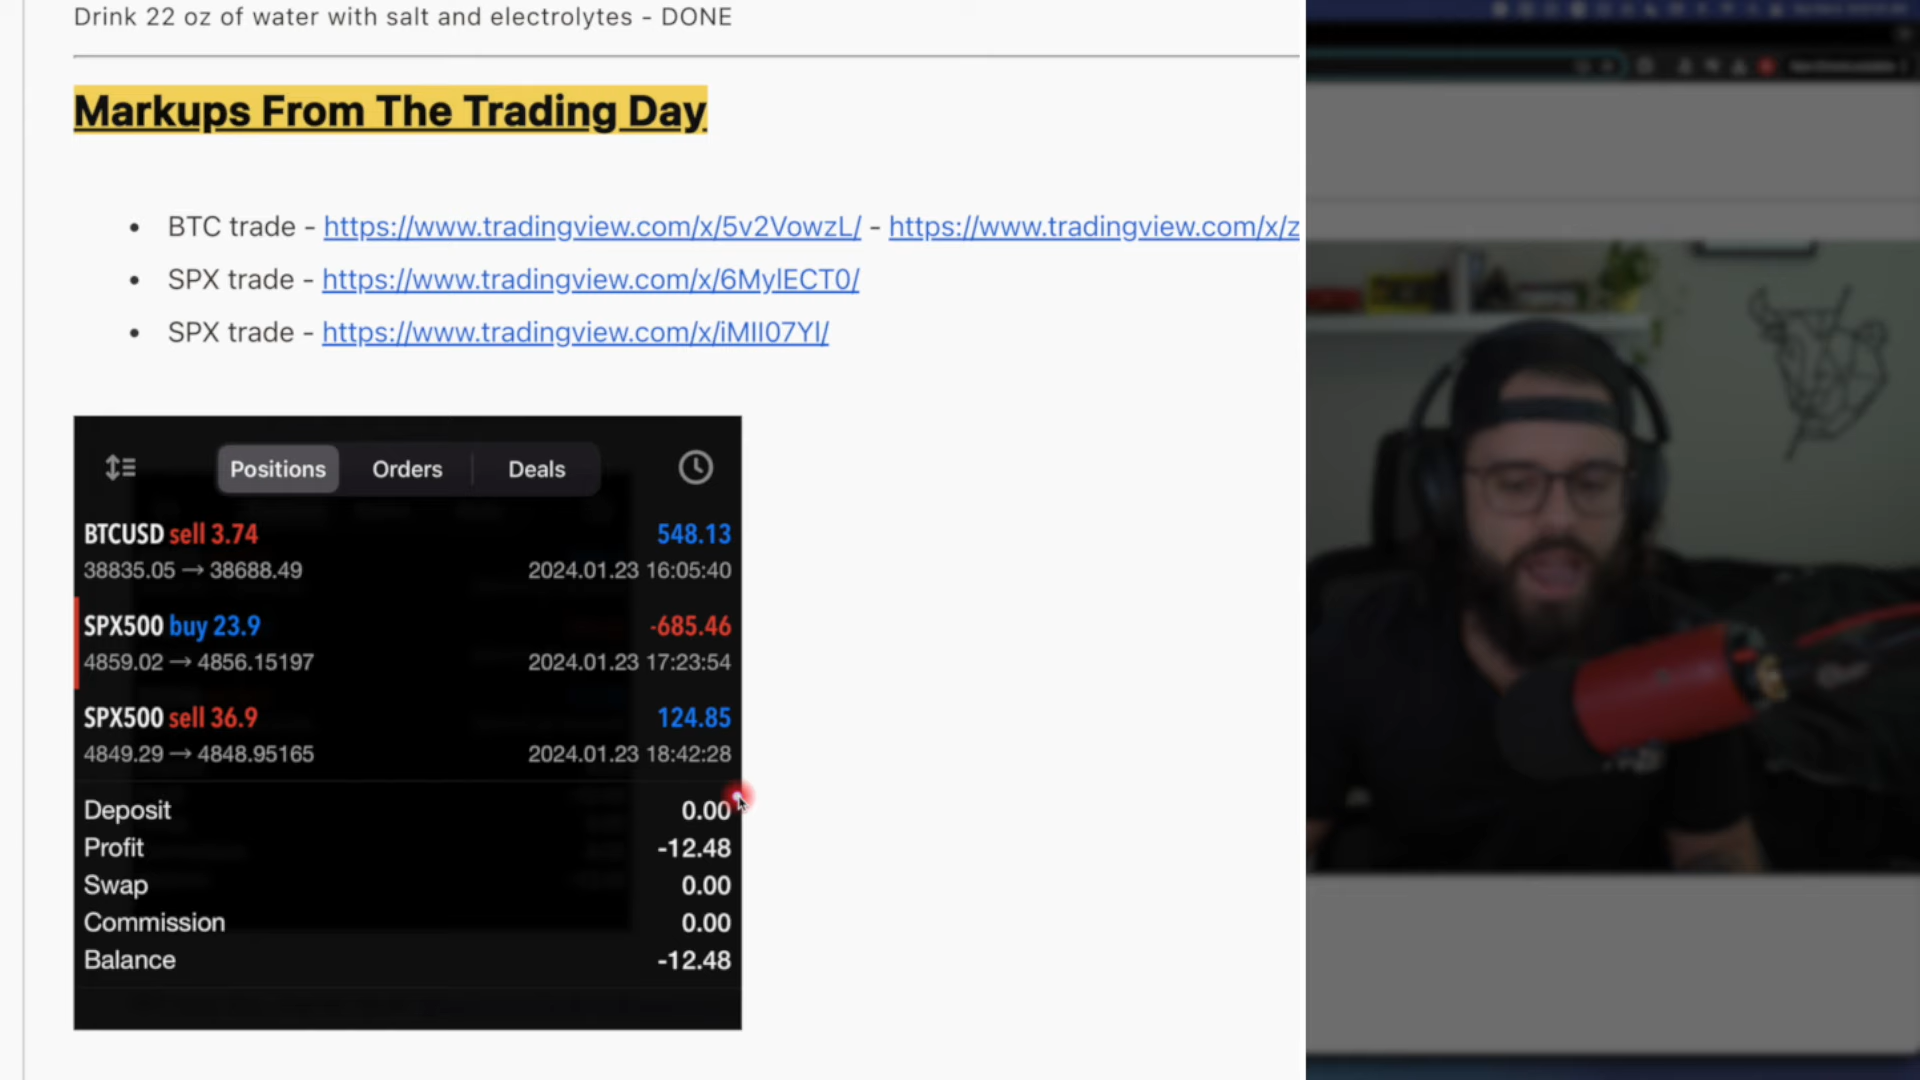 Drink 22 oz of water with salt and electrolytes - DONE
Markups From The Trading Day
• BTC trade - https://www.tradingview.com/x/5v2VowzL/ - https://www.tradingview.com/x/z
• SPX trade - https://www.tradingview.com/x/6MylECT0/
• SPX trade - https://www.tradingview.com/x/iMII07Yl/
Positions Orders Deals
BTCUSD sell 3.74 548.13
38835.05 → 38688.49 2024.01.23 16:05:40
SPX500 buy 23.9 -685.46
4859.02 → 4856.15197 2024.01.23 17:23:54
SPX500 sell 36.9 124.85
4849.29 → 4848.95165 2024.01.23 18:42:28
Deposit 0.00
Profit -12.48
Swap 0.00
Commission 0.00
Balance -12.48